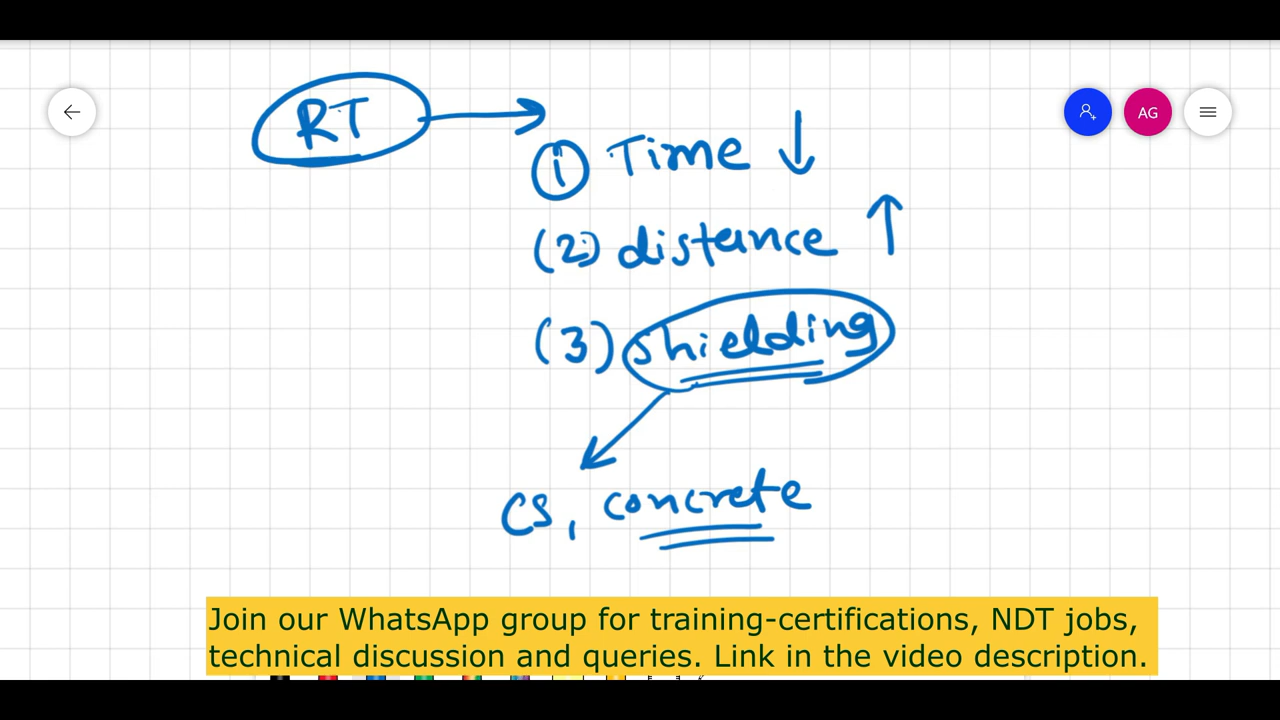 RT
AG
(1) Time ↓
(2) distance ↑
(3) shielding
CS, concrete
Join our WhatsApp group for training-certifications, NDT jobs,
technical discussion and queries. Link in the video description.